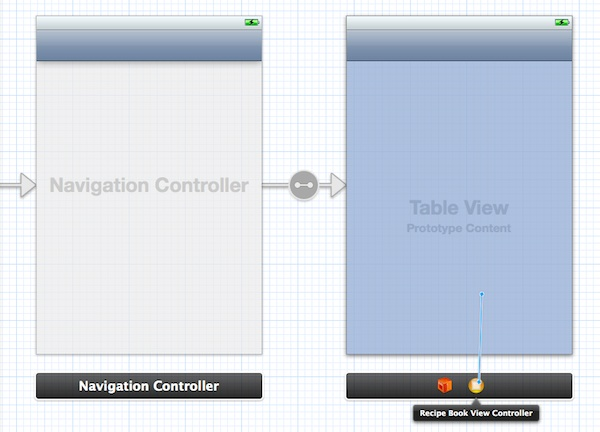 Navigation Controller
Table View
Prototype Content
Navigation Controller
Recipe Book View Controller